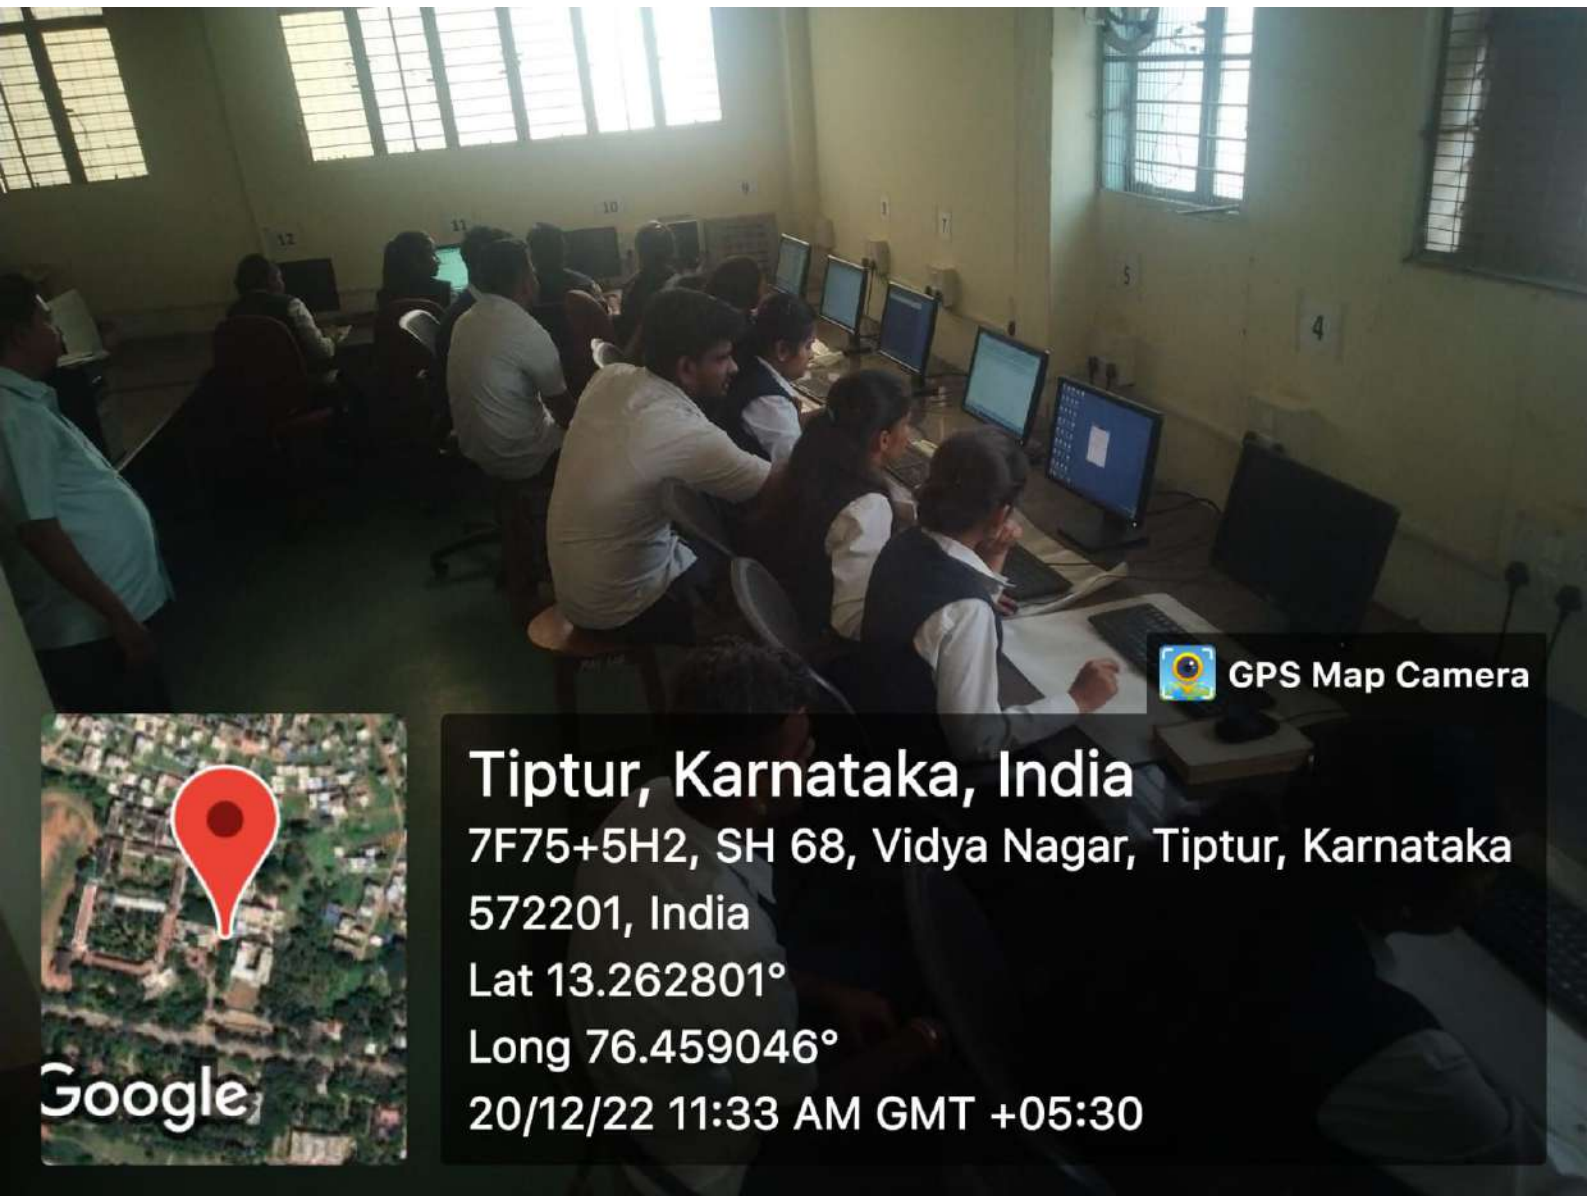 12
11
10
9
1
7
5
4
GPS Map Camera
Tiptur, Karnataka, India
7F75+5H2, SH 68, Vidya Nagar, Tiptur, Karnataka
572201, India
Lat 13.262801°
Long 76.459046°
20/12/22 11:33 AM GMT +05:30
Google